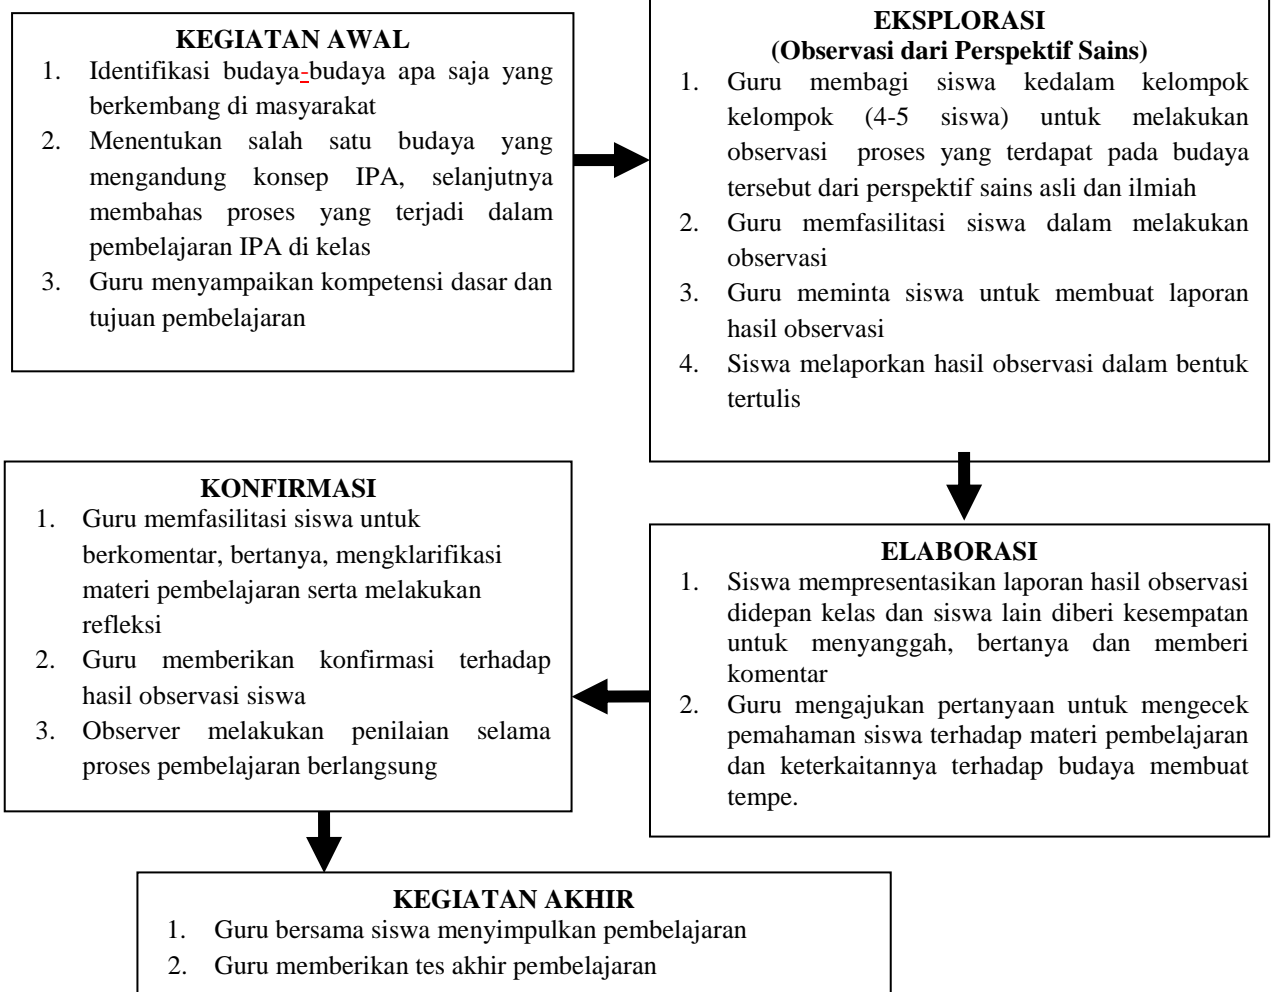 KEGIATAN AWAL
1. Identifikasi budaya-budaya apa saja yang
berkembang di masyarakat
2. Menentukan salah satu budaya yang
mengandung konsep IPA, selanjutnya
membahas proses yang terjadi dalam
pembelajaran IPA di kelas
3. Guru menyampaikan kompetensi dasar dan
tujuan pembelajaran
EKSPLORASI
(Observasi dari Perspektif Sains)
1. Guru membagi siswa kedalam kelompok
kelompok (4-5 siswa) untuk melakukan
observasi proses yang terdapat pada budaya
tersebut dari perspektif sains asli dan ilmiah
2. Guru memfasilitasi siswa dalam melakukan
observasi
3. Guru meminta siswa untuk membuat laporan
hasil observasi
4. Siswa melaporkan hasil observasi dalam bentuk
tertulis
ELABORASI
1. Siswa mempresentasikan laporan hasil observasi
didepan kelas dan siswa lain diberi kesempatan
untuk menyanggah, bertanya dan memberi
komentar
2. Guru mengajukan pertanyaan untuk mengecek
pemahaman siswa terhadap materi pembelajaran
dan keterkaitannya terhadap budaya membuat
tempe.
KONFIRMASI
1. Guru memfasilitasi siswa untuk
berkomentar, bertanya, mengklarifikasi
materi pembelajaran serta melakukan
refleksi
2. Guru memberikan konfirmasi terhadap
hasil observasi siswa
3. Observer melakukan penilaian selama
proses pembelajaran berlangsung
KEGIATAN AKHIR
1. Guru bersama siswa menyimpulkan pembelajaran
2. Guru memberikan tes akhir pembelajaran